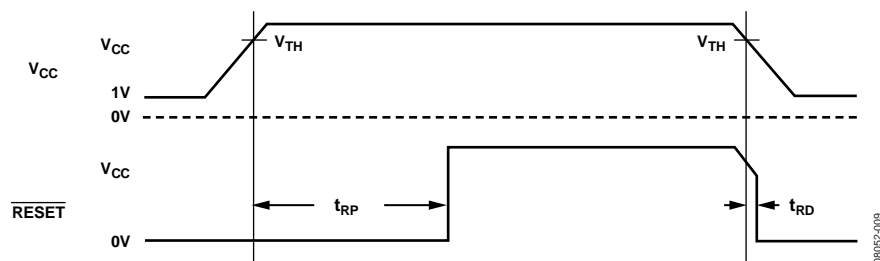 VCC
VCC
VTH
VTH
1V
0V
VCC
RESET
tRP
tRD
0V
08052-009